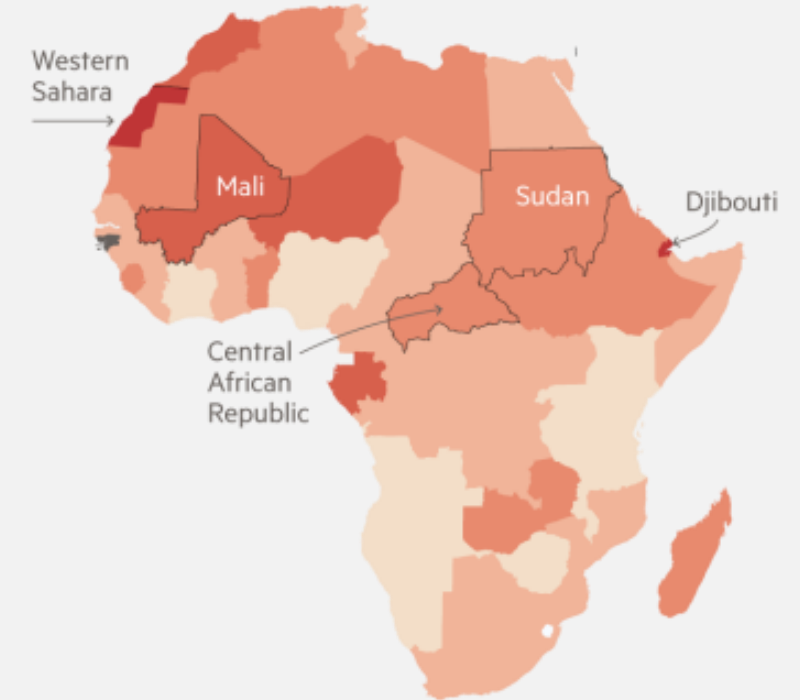 Western
Sahara
Mali
Sudan
Djibouti
Central
African
Republic